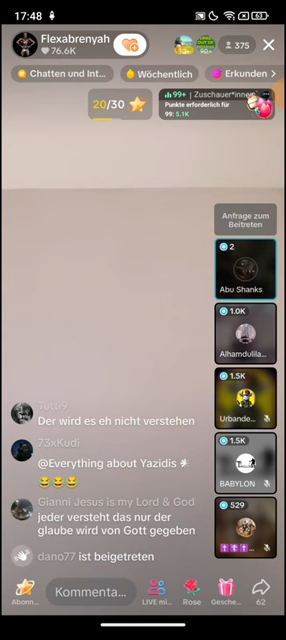 17:48
63
Flexabrenyah
76.6K
375
Chatten und Int...
Wöchentlich
Erkunden
20/30
99+ | Zuschauer*innen
Punkte erforderlich für
99: 5.1K
Anfrage zum
Beitreten
2
Abu Shanks
1.0K
Alhamdulila...
1.5K
Urbande...
1.5K
BABYLON
529
Tutti9
Der wird es eh nicht verstehen
73xKudi
@Everything about Yazidis
😂😂😂
Gianni Jesus is my Lord & God
jeder versteht das nur der
glaube wird von Gott gegeben
dano77 ist beigetreten
Abonn...
Kommenta...
LIVE mi...
Rose
Gesche...
62